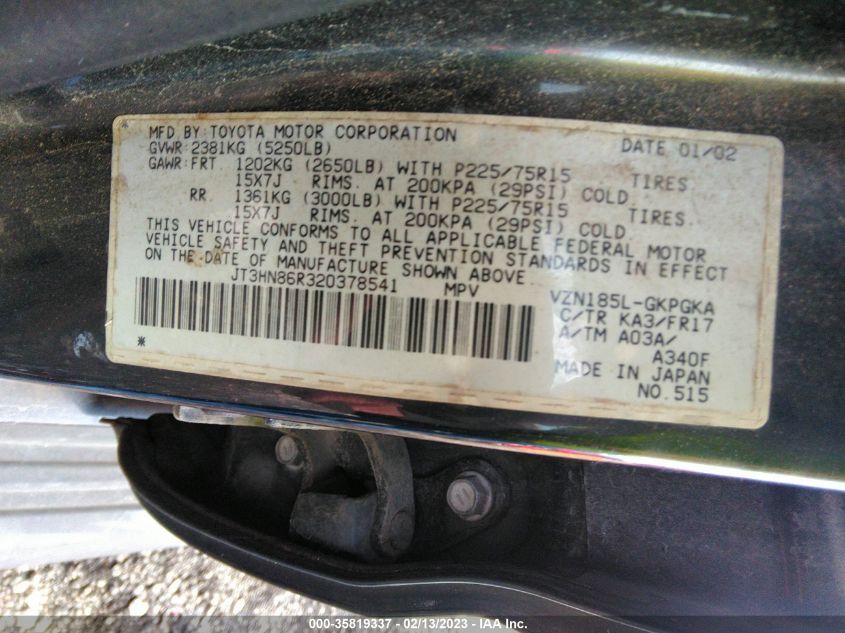 MFD BY: TOYOTA MOTOR CORPORATION DATE 01/02
GVWR: 2381KG (5250LB)
GAWR: FRT 1202KG (2650LB) WITH P225/75R15 TIRES
15X7J RIMS. AT 200KPA (29PSI) COLD
RR 1361KG (3000LB) WITH P225/75R15 TIRES.
15X7J RIMS. AT 200KPA (29PSI) COLD
THIS VEHICLE CONFORMS TO ALL APPLICABLE FEDERAL MOTOR
VEHICLE SAFETY AND THEFT PREVENTION STANDARDS IN EFFECT
ON THE DATE OF MANUFACTURE SHOWN ABOVE
JT3HN86R320378541 MPV
VZN185L-GKPGKA
C/TR KA3/FR17
A/TM A03A/
A340F
MADE IN JAPAN
NO.515
000-35819337 - 02/13/2023 - IAA Inc.